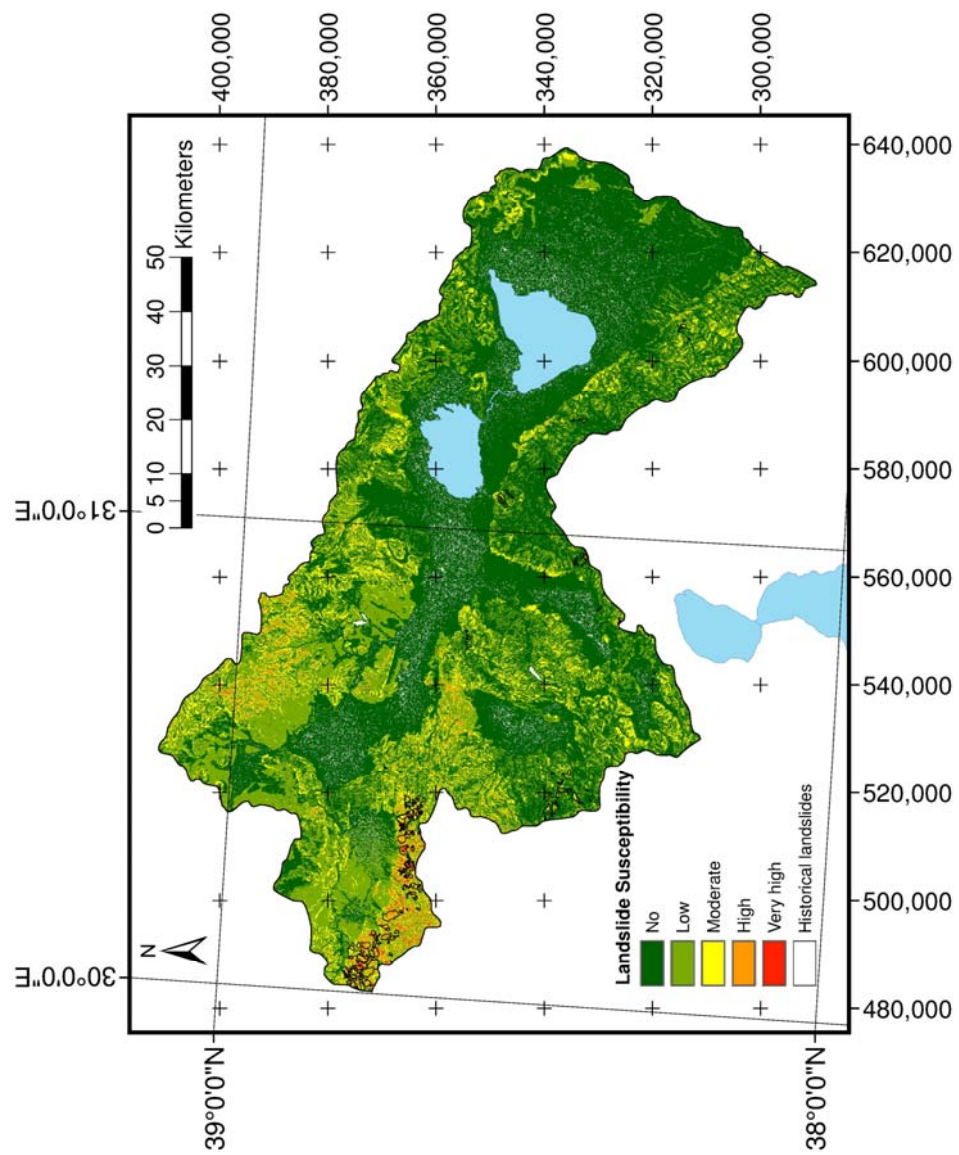 30°0'0"E
31°0'0"E
N
0 5 10 20 30 40 50
Kilometers
39°0'0"N
38°0'0"N
400,000
380,000
360,000
340,000
320,000
300,000
Landslide Susceptibility
No
Low
Moderate
High
Very high
Historical landslides
480,000
500,000
520,000
540,000
560,000
580,000
600,000
620,000
640,000